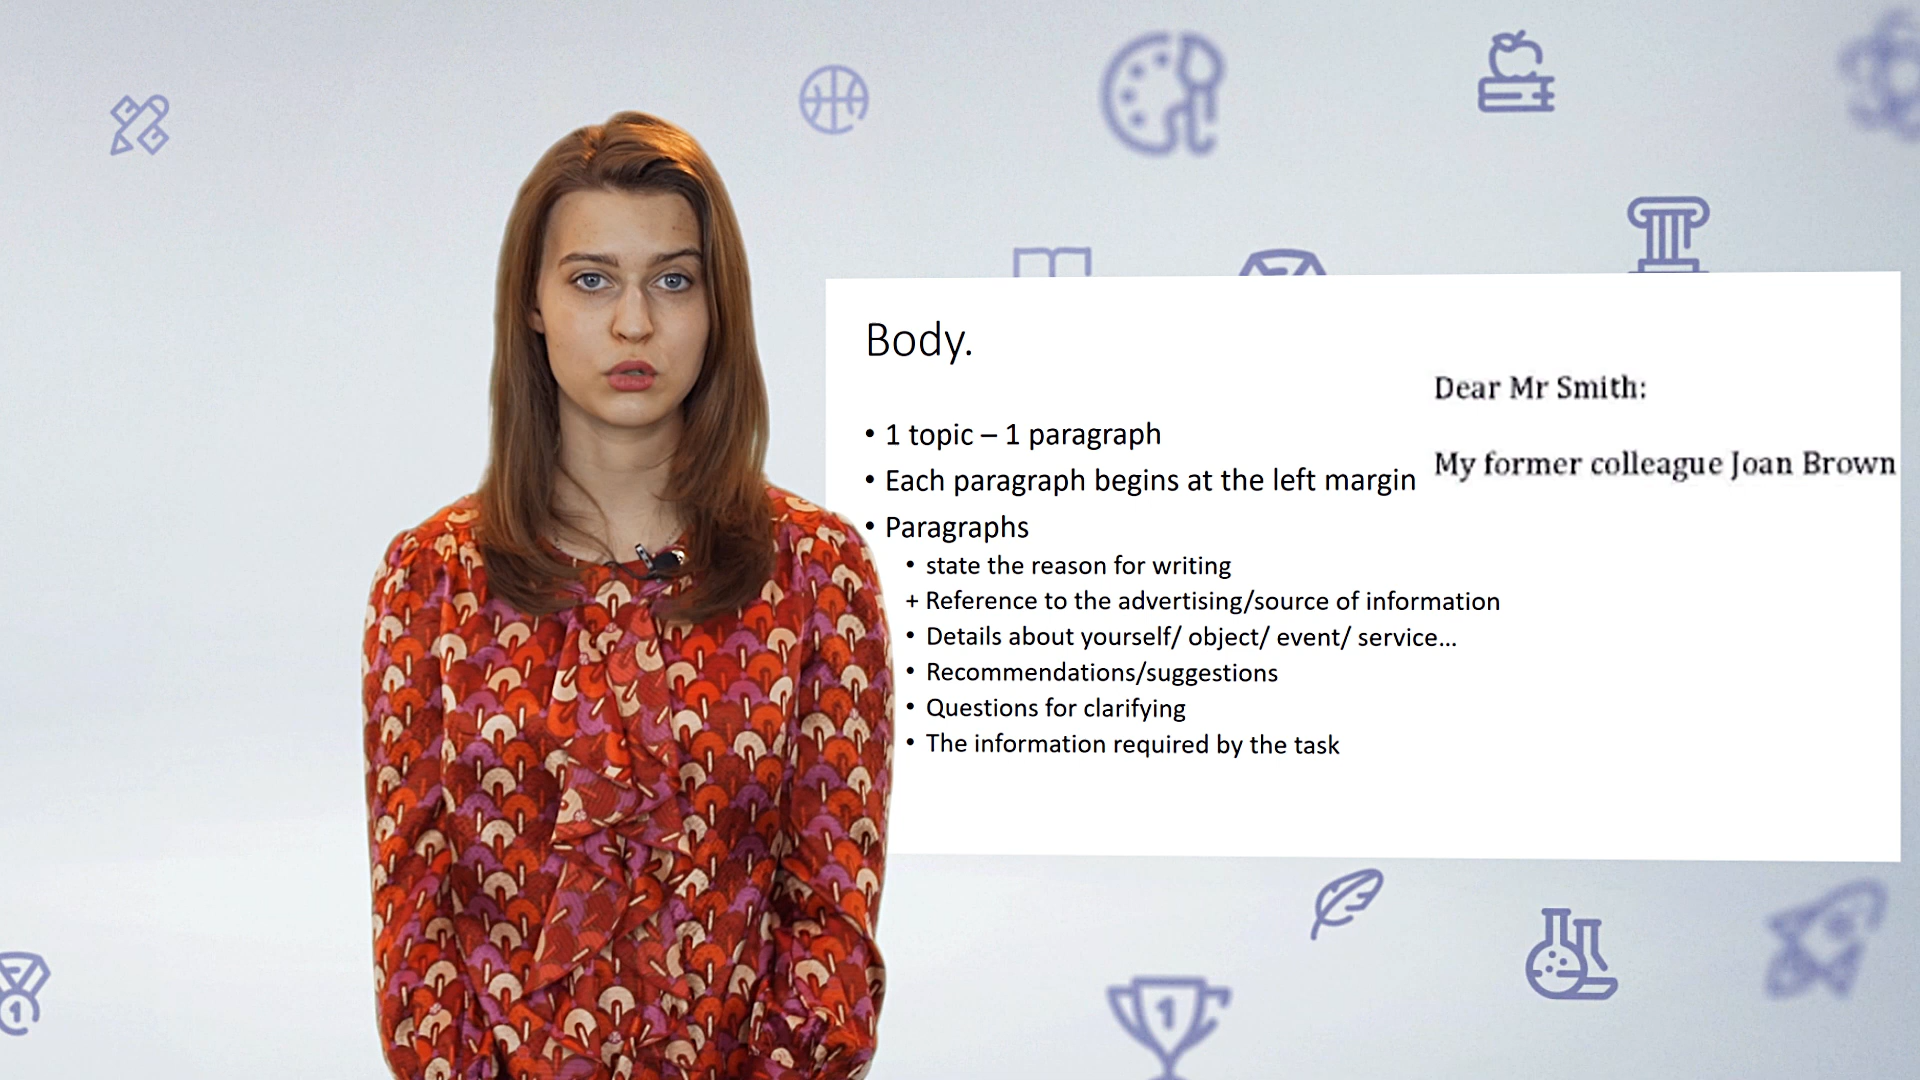 Body.
Dear Mr Smith:
• 1 topic – 1 paragraph
My former colleague Joan Brown
• Each paragraph begins at the left margin
• Paragraphs
• state the reason for writing
+ Reference to the advertising/source of information
• Details about yourself/ object/ event/ service...
• Recommendations/suggestions
• Questions for clarifying
• The information required by the task
1
1